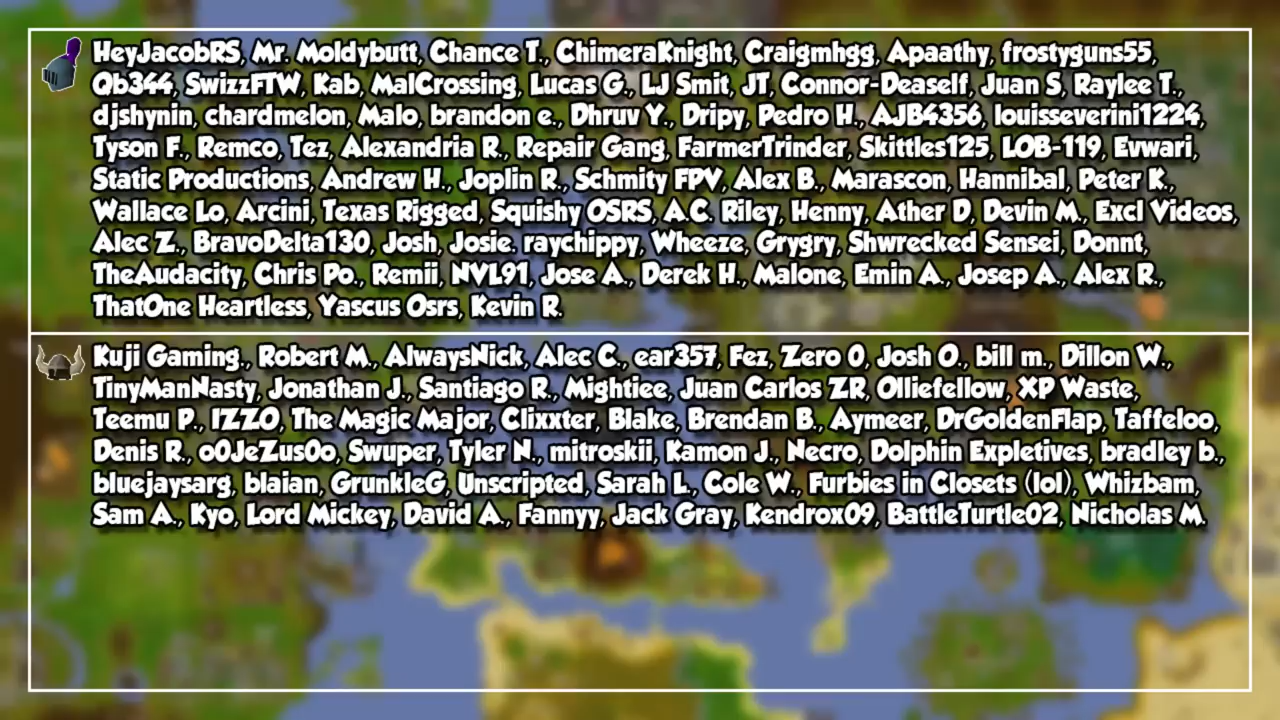 HeyJacobRS, Mr. Moldybutt, Chance T., ChimeraKnight, Craigmhgg, Apaathy, frostyguns55,
Qb344, SwizzFTW, Kab, MalCrossing, Lucas G., LJ Smit, JT, Connor-Deaself, Juan S, Raylee T.,
djshynin, chardmelon, Malo, brandon e., Dhruv Y., Dripy, Pedro H., AJB4356, louisseverini1224,
Tyson F., Remco, Tez, Alexandria R., Repair Gang, FarmerTrinder, Skittles125, LOB-119, Evwari,
Static Productions, Andrew H., Joplin R., Schmity FPV, Alex B., Marascon, Hannibal, Peter K.,
Wallace Lo, Arcini, Texas Rigged, Squishy OSRS, A.C. Riley, Henny, Ather D, Devin M., Excl Videos,
Alec Z., BravoDelta130, Josh, Josie. raychippy, Wheeze, Grygry, Shwrecked Sensei, Donnt,
TheAudacity, Chris Po., Remii, NVL91, Jose A., Derek H., Malone, Emin A., Josep A., Alex R.,
ThatOne Heartless, Yascus Osrs, Kevin R.
Kuji Gaming., Robert M., AlwaysNick, Alec C., ear357, Fez, Zero 0, Josh O., bill m., Dillon W.,
TinyManNasty, Jonathan J., Santiago R., Mightiee, Juan Carlos ZR, Olliefellow, XP Waste,
Teemu P., IZZO, The Magic Major, Clixxter, Blake, Brendan B., Aymeer, DrGoldenFlap, Taffeloo,
Denis R., o0JeZus0o, Swuper, Tyler N., mitroskii, Kamon J., Necro, Dolphin Expletives, bradley b.,
bluejaysarg, blaian, GrunkleG, Unscripted, Sarah L., Cole W., Furbies in Closets (lol), Whizbam,
Sam A., Kyo, Lord Mickey, David A., Fannyy, Jack Gray, Kendrox09, BattleTurtle02, Nicholas M.